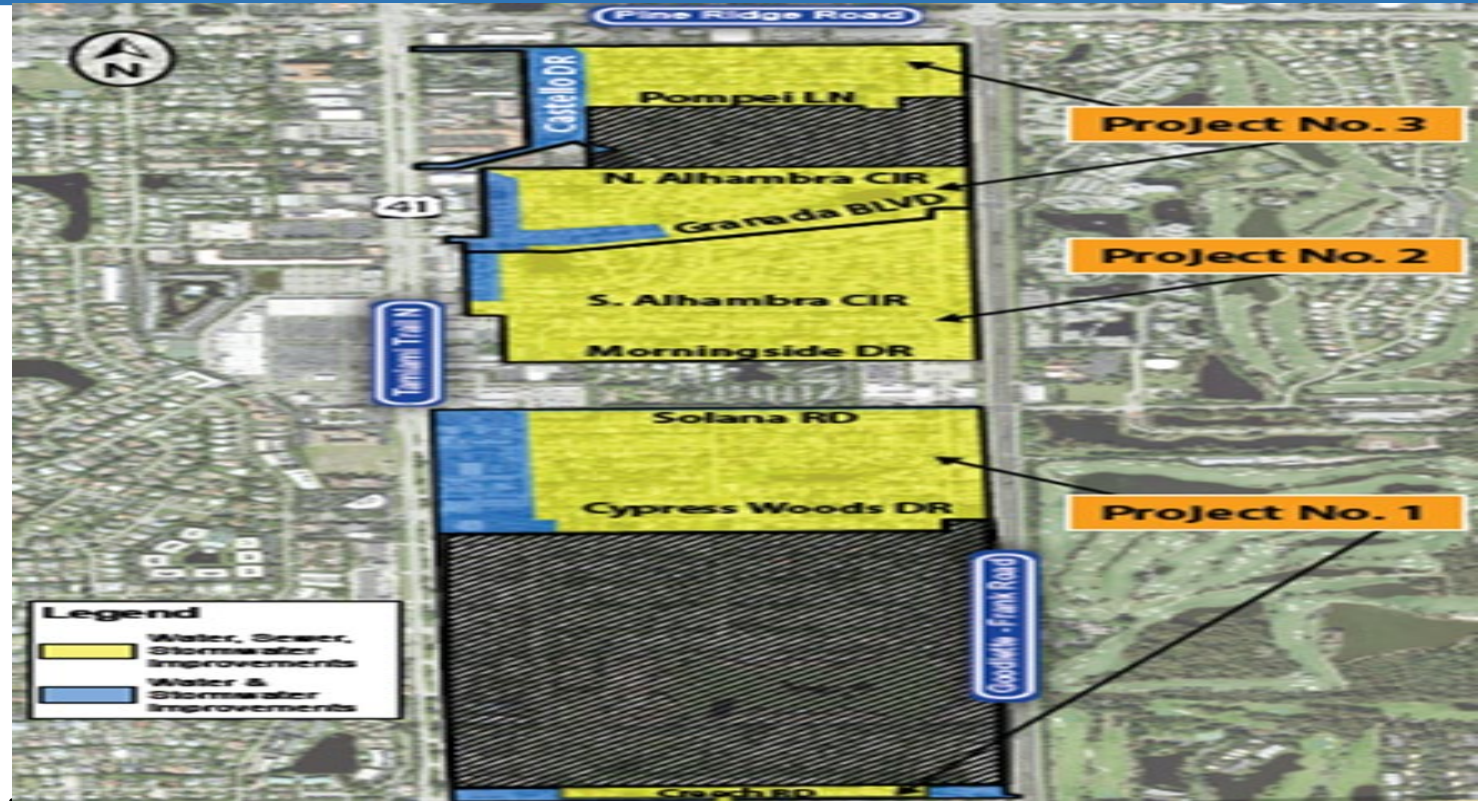 Pine Ridge Road
N
Castello DR
Pompei LN
Project No. 3
N. Alhambra CIR
41
Granada BLVD
Project No. 2
S. Alhambra CIR
Tamiami Trail N
Morningside DR
Solana RD
Cypress Woods DR
Project No. 1
Goodlette - Frank Road
Legend
Water, Sewer,
Stormwater
Improvements
Water &
Stormwater
Improvements
Creech RD